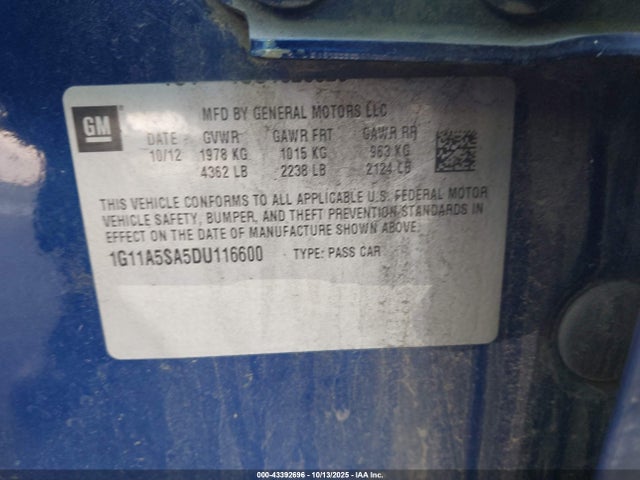 GM
MFD BY GENERAL MOTORS LLC
DATE GVWR GAWR FRT GAWR RR
10/12 1978 KG 1015 KG 963 KG
4362 LB 2238 LB 2124 LB
THIS VEHICLE CONFORMS TO ALL APPLICABLE U.S. FEDERAL MOTOR
VEHICLE SAFETY, BUMPER, AND THEFT PREVENTION STANDARDS IN
EFFECT ON THE DATE OF MANUFACTURE SHOWN ABOVE.
1G11A5SA5DU116600 TYPE: PASS CAR
000-43392696 - 10/13/2025 - IAA Inc.